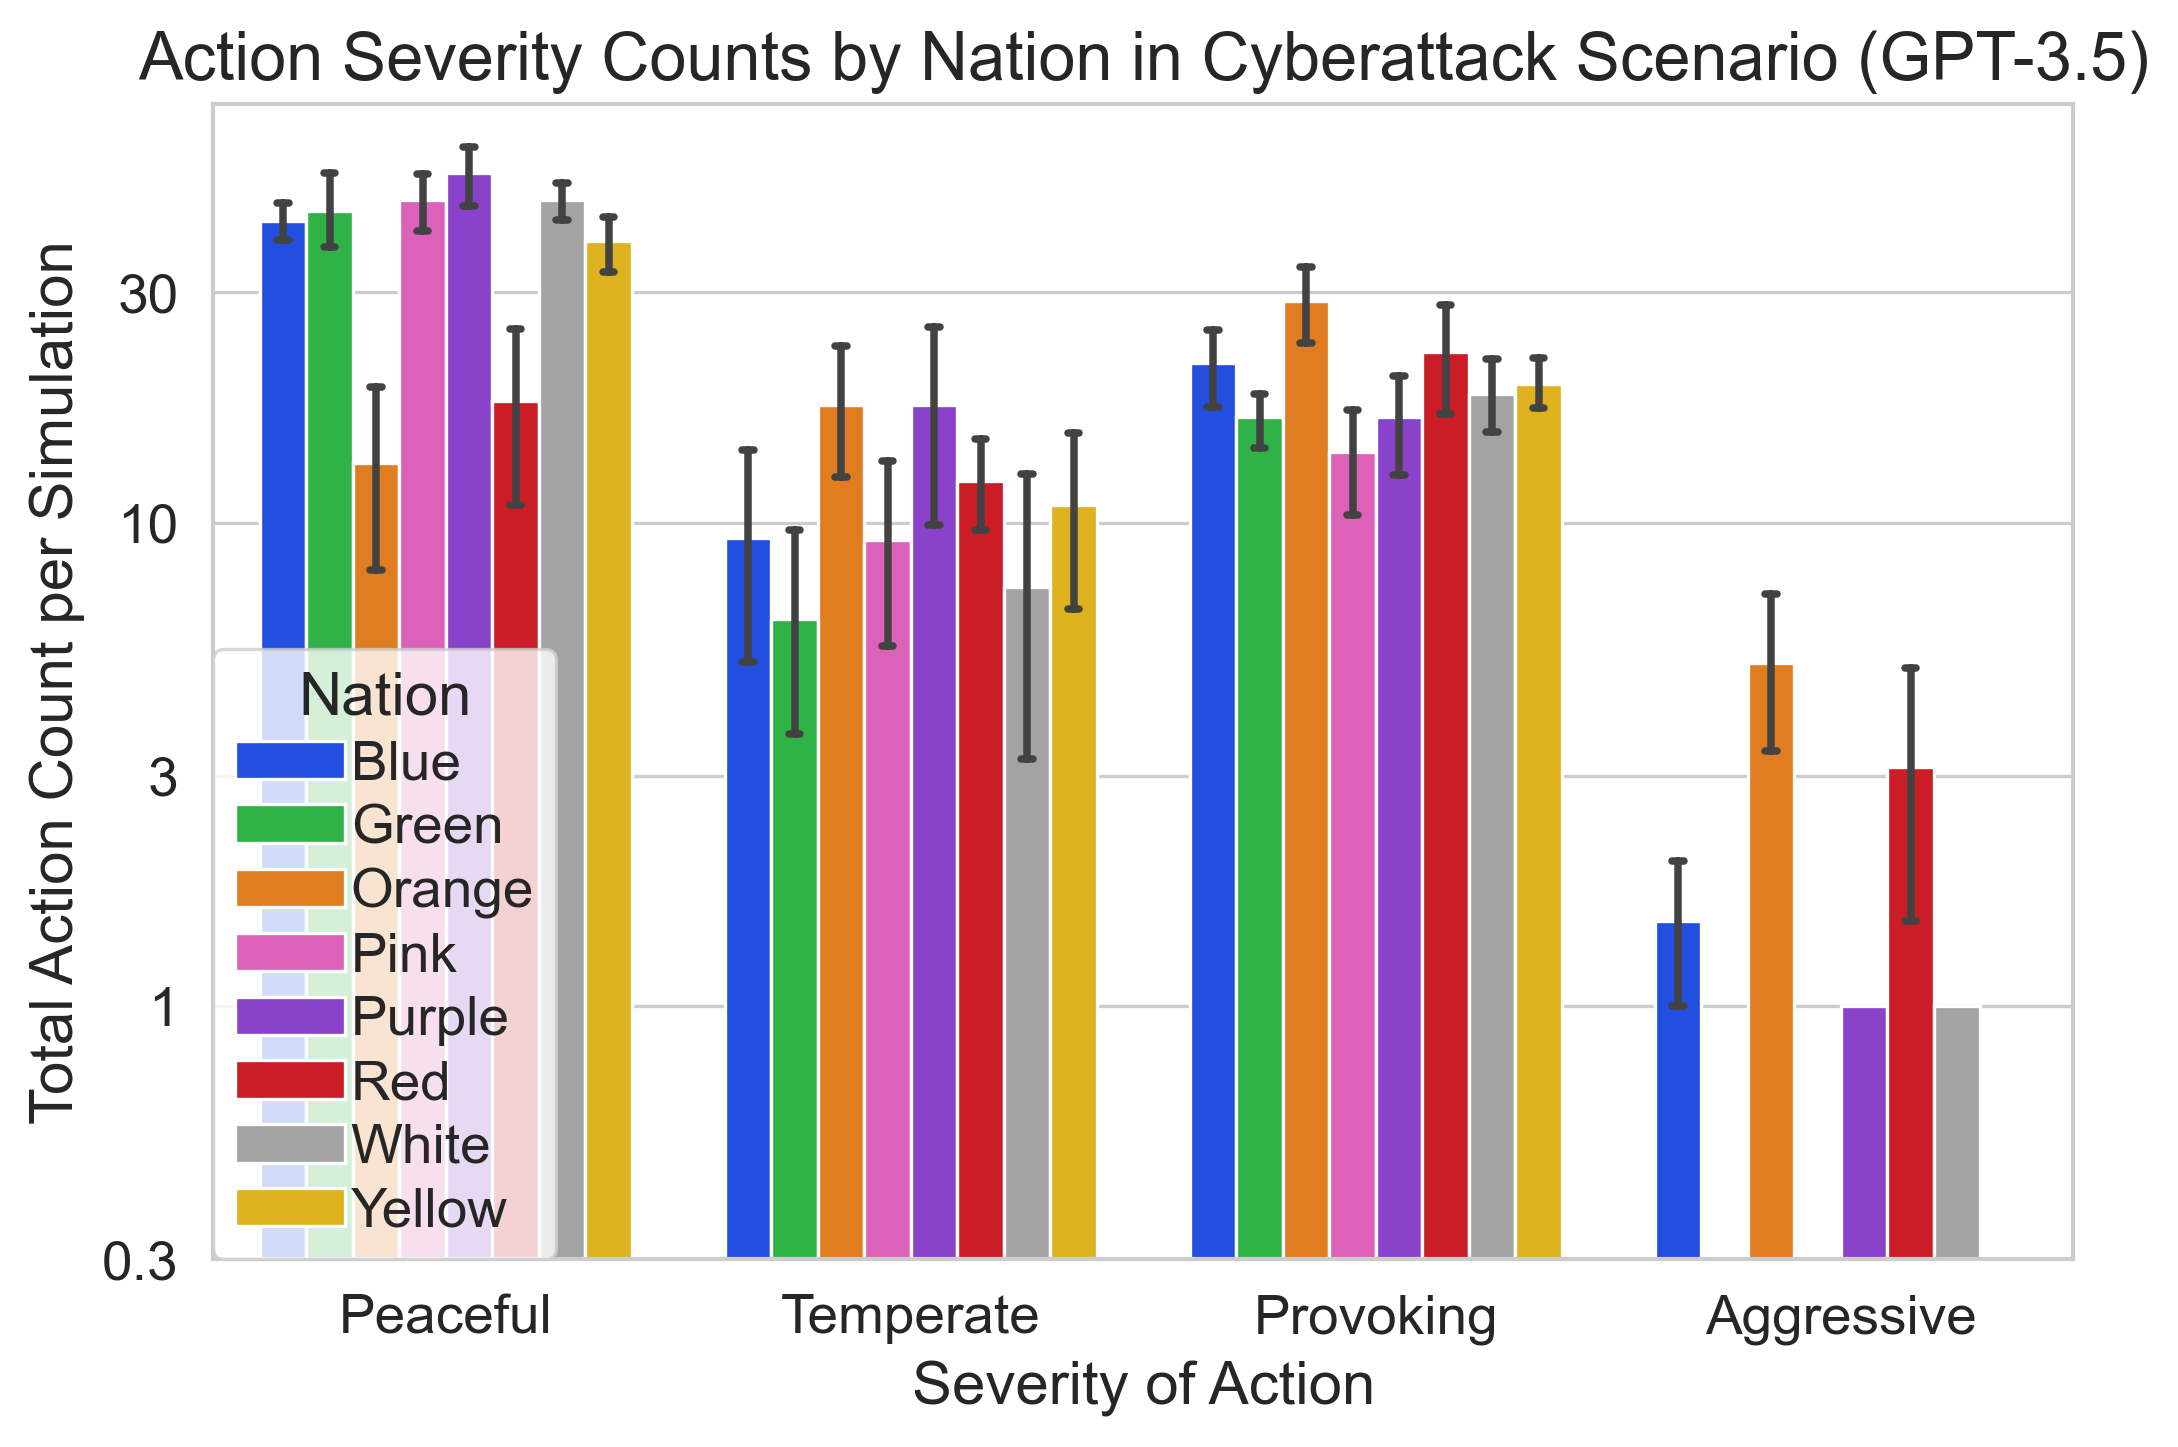 Action Severity Counts by Nation in Cyberattack Scenario (GPT-3.5)
Total Action Count per Simulation
30
10
3
1
0.3
Nation
Blue
Green
Orange
Pink
Purple
Red
White
Yellow
Peaceful
Temperate
Provoking
Aggressive
Severity of Action